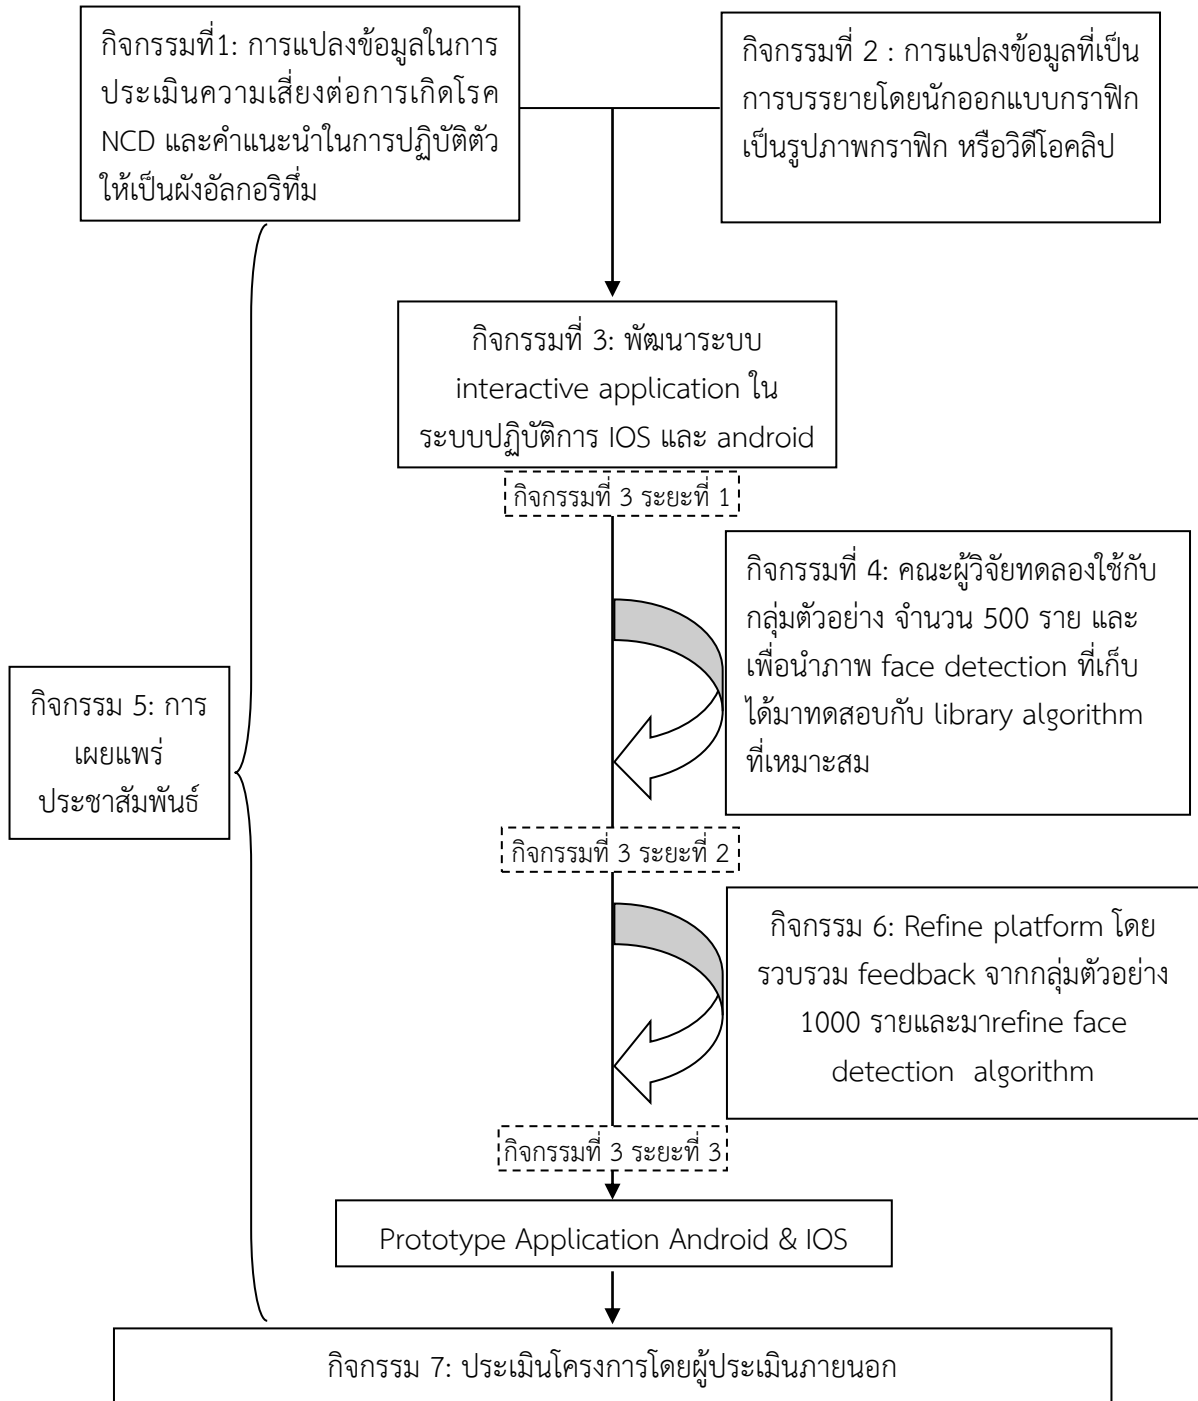 กิจกรรมที่1: การแปลงข้อมูลในการ
ประเมินความเสี่ยงต่อการเกิดโรค
NCD และคำแนะนำในการปฏิบัติตัว
ให้เป็นผังอัลกอริทึ่ม
กิจกรรมที่ 2 : การแปลงข้อมูลที่เป็น
การบรรยายโดยนักออกแบบกราฟิก
เป็นรูปภาพกราฟิก หรือวิดีโอคลิป
กิจกรรมที่ 3: พัฒนาระบบ
interactive application ใน
ระบบปฏิบัติการ IOS และ android
กิจกรรมที่ 3 ระยะที่ 1
กิจกรรมที่ 4: คณะผู้วิจัยทดลองใช้กับ
กลุ่มตัวอย่าง จำนวน 500 ราย และ
เพื่อนำภาพ face detection ที่เก็บ
ได้มาทดสอบกับ library algorithm
ที่เหมาะสม
กิจกรรม 5: การ
เผยแพร่
ประชาสัมพันธ์
กิจกรรมที่ 3 ระยะที่ 2
กิจกรรม 6: Refine platform โดย
รวบรวม feedback จากกลุ่มตัวอย่าง
1000 รายและมาrefine face
detection algorithm
กิจกรรมที่ 3 ระยะที่ 3
Prototype Application Android & IOS
กิจกรรม 7: ประเมินโครงการโดยผู้ประเมินภายนอก